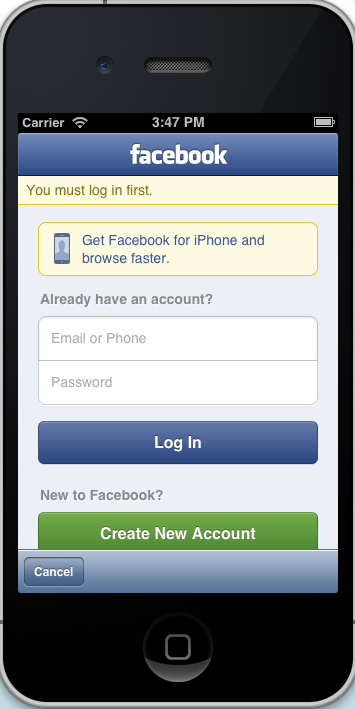 Carrier 3:47 PM
facebook
You must log in first.
Get Facebook for iPhone and
browse faster.
Already have an account?
Email or Phone
Password
Log In
New to Facebook?
Create New Account
Cancel